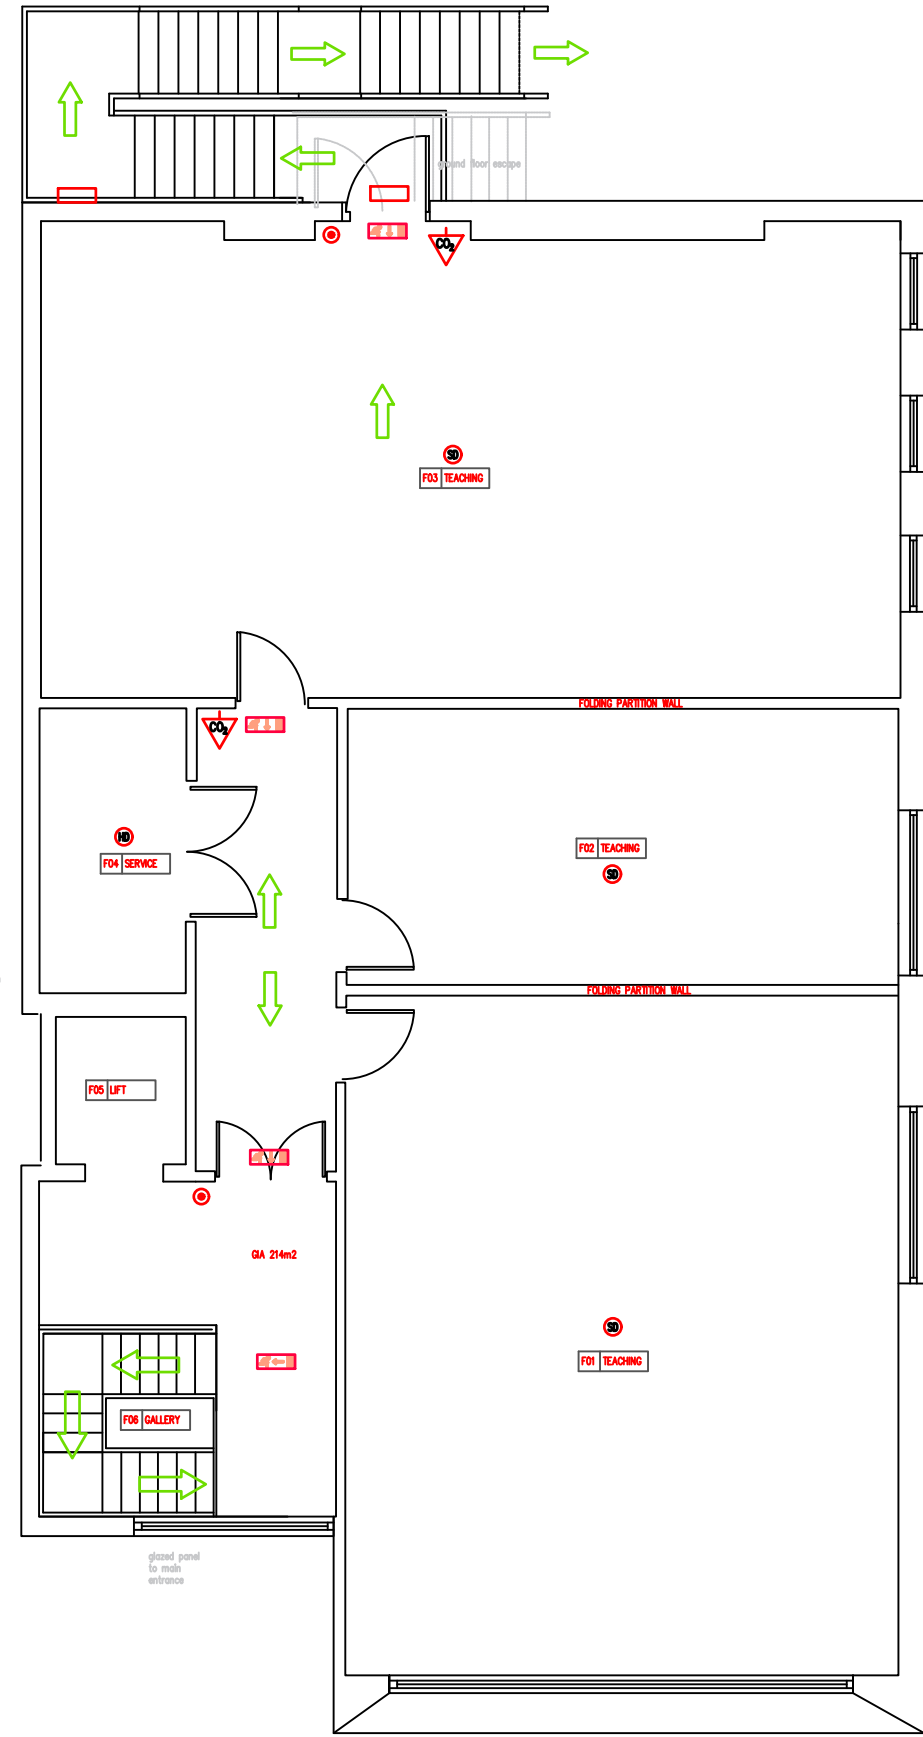 ground floor escape
CO₂
SD
F03 TEACHING
FOLDING PARTITION WALL
CO₂
HD
F04 SERVICE
F02 TEACHING
SD
FOLDING PARTITION WALL
F05 LIFT
GIA 214m2
SD
F01 TEACHING
F06 GALLERY
glazed panel
to main
entrance